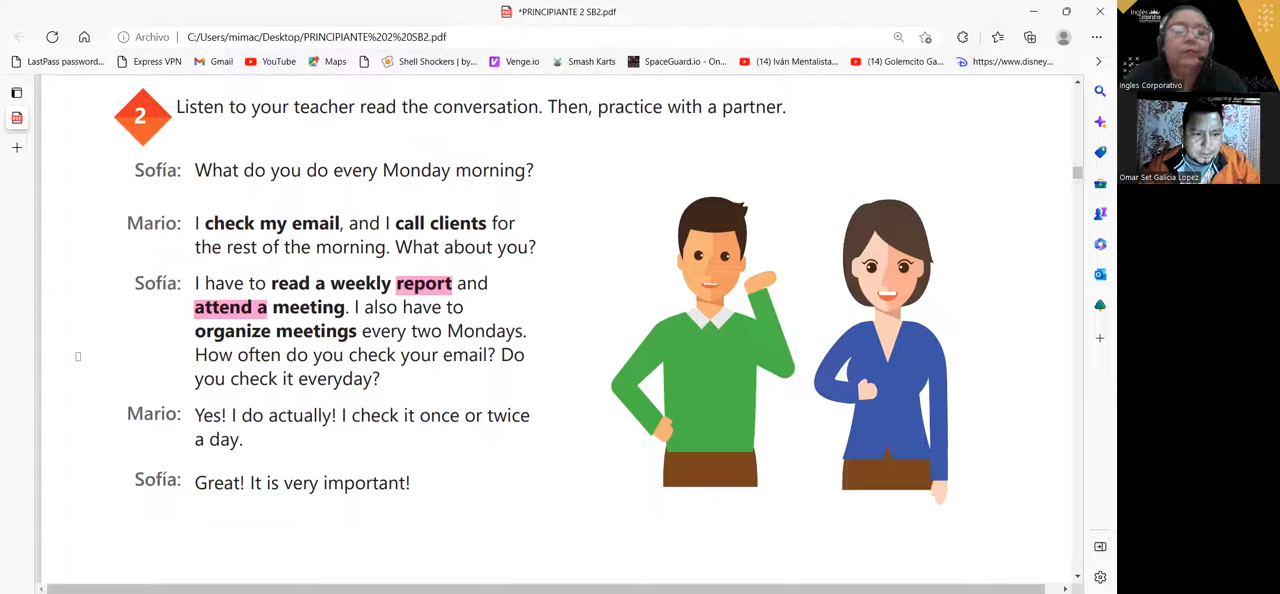 *PRINCIPIANTE 2 SB2.pdf
Archivo | C:/Users/mimac/Desktop/PRINCIPIANTE%202%20SB2.pdf
LastPass password... Express VPN Gmail YouTube Maps Shell Shockers | by... Venge.io Smash Karts SpaceGuard.io - On... (14) Iván Mentalista... (14) Golemcito Ga... https://www.disney...
2 Listen to your teacher read the conversation. Then, practice with a partner.
Sofía: What do you do every Monday morning?
Mario: I check my email, and I call clients for
the rest of the morning. What about you?
Sofía: I have to read a weekly report and
attend a meeting. I also have to
organize meetings every two Mondays.
How often do you check your email? Do
you check it everyday?
Mario: Yes! I do actually! I check it once or twice
a day.
Sofía: Great! It is very important!
Inglés
Corporativo
Ingles Corporativo
Omar Set Galicia Lopez